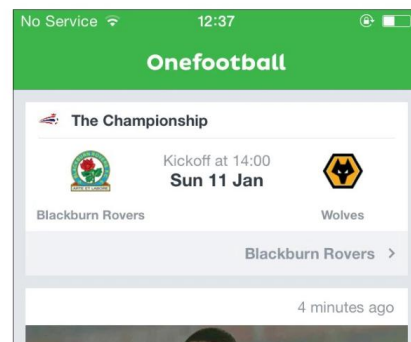 No Service 12:37
Onefootball
The Championship
Kickoff at 14:00
Sun 11 Jan
Blackburn Rovers Wolves
Blackburn Rovers >
4 minutes ago